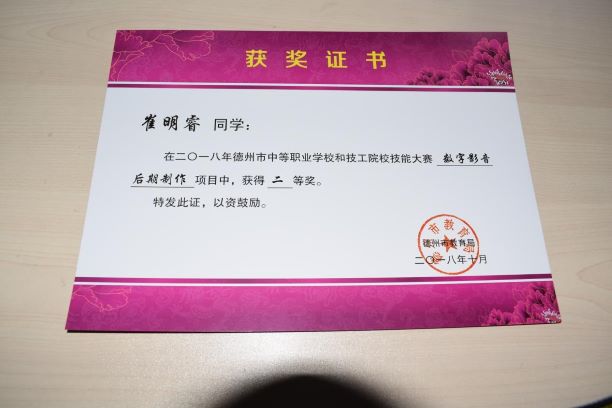 获奖证书
崔明睿 同学：
在二〇一八年德州市中等职业学校和技工院校技能大赛 数字影音
后期制作 项目中，获得 二 等奖。
特发此证，以资鼓励。
德州市教育局
二〇一八年十月